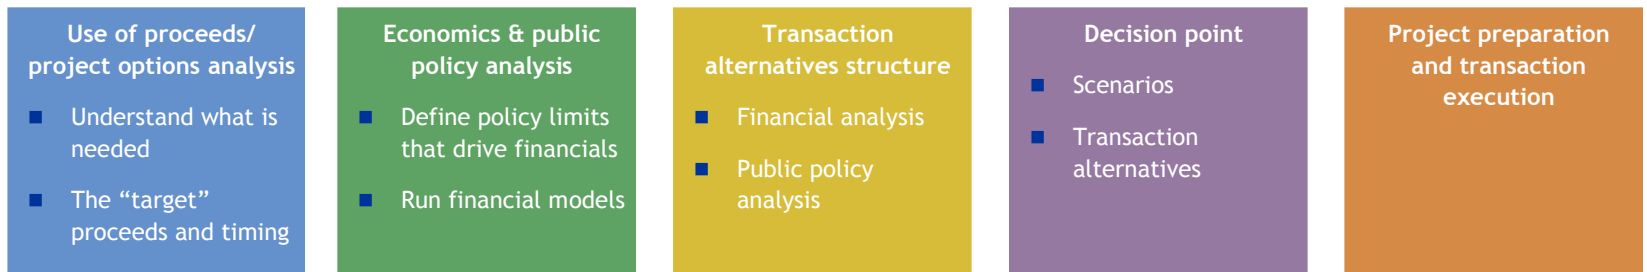 Use of proceeds/
project options analysis
■ Understand what is
needed
■ The “target”
proceeds and timing
Economics & public
policy analysis
■ Define policy limits
that drive financials
■ Run financial models
Transaction
alternatives structure
■ Financial analysis
■ Public policy
analysis
Decision point
■ Scenarios
■ Transaction
alternatives
Project preparation
and transaction
execution